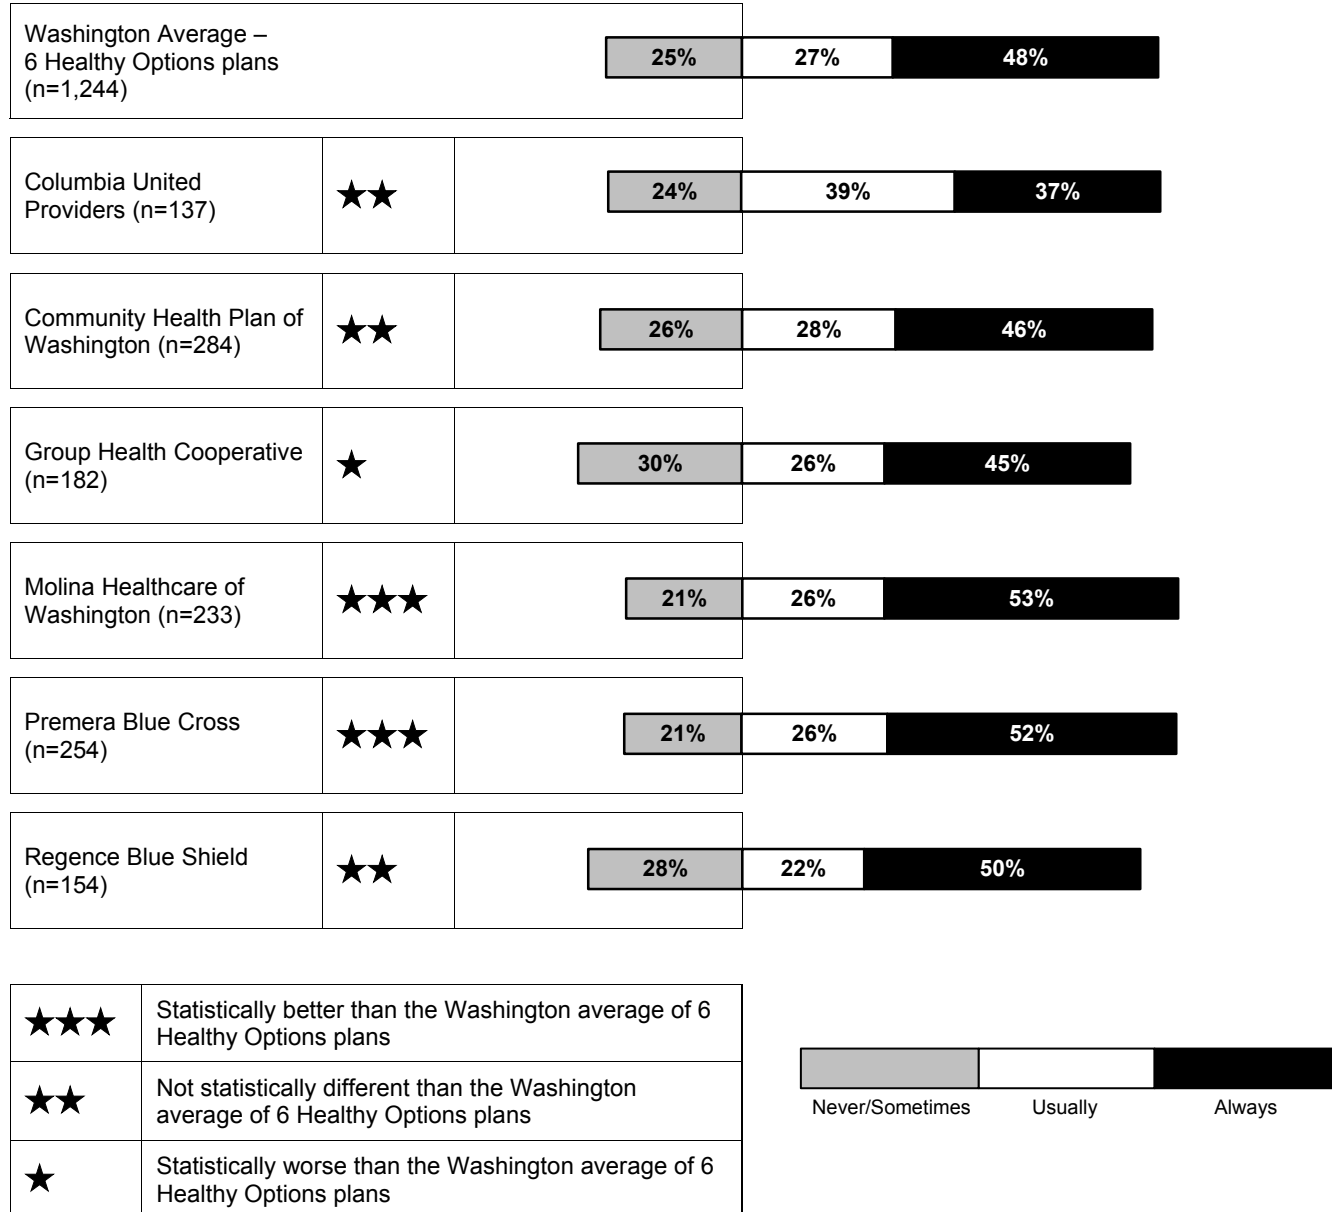 Washington Average –
6 Healthy Options plans
(n=1,244)
25% 27% 48%
Columbia United
Providers (n=137)
★★
24% 39% 37%
Community Health Plan of
Washington (n=284)
★★
26% 28% 46%
Group Health Cooperative
(n=182)
★
30% 26% 45%
Molina Healthcare of
Washington (n=233)
★★★
21% 26% 53%
Premera Blue Cross
(n=254)
★★★
21% 26% 52%
Regence Blue Shield
(n=154)
★★
28% 22% 50%
★★★
Statistically better than the Washington average of 6
Healthy Options plans
★★
Not statistically different than the Washington
average of 6 Healthy Options plans
★
Statistically worse than the Washington average of 6
Healthy Options plans
Never/Sometimes Usually Always